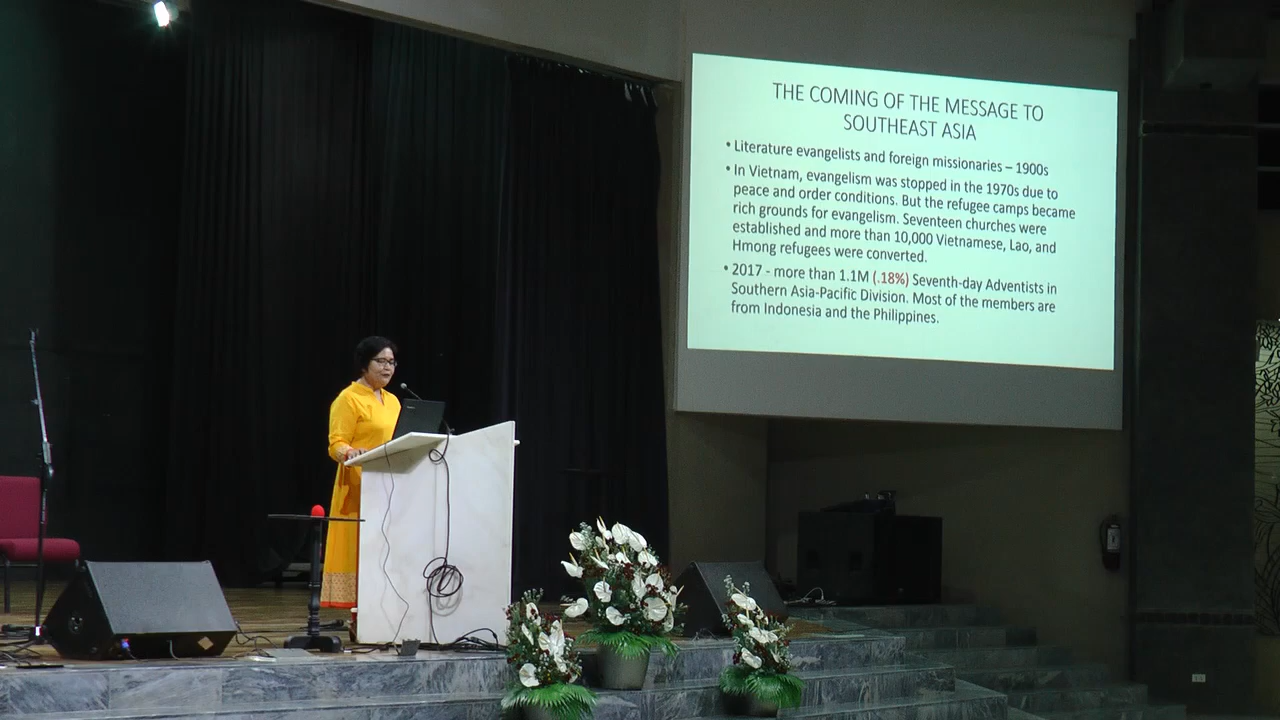 THE COMING OF THE MESSAGE TO
SOUTHEAST ASIA
• Literature evangelists and foreign missionaries – 1900s
• In Vietnam, evangelism was stopped in the 1970s due to
peace and order conditions. But the refugee camps became
rich grounds for evangelism. Seventeen churches were
established and more than 10,000 Vietnamese, Lao, and
Hmong refugees were converted.
• 2017 - more than 1.1M (.18%) Seventh-day Adventists in
Southern Asia-Pacific Division. Most of the members are
from Indonesia and the Philippines.